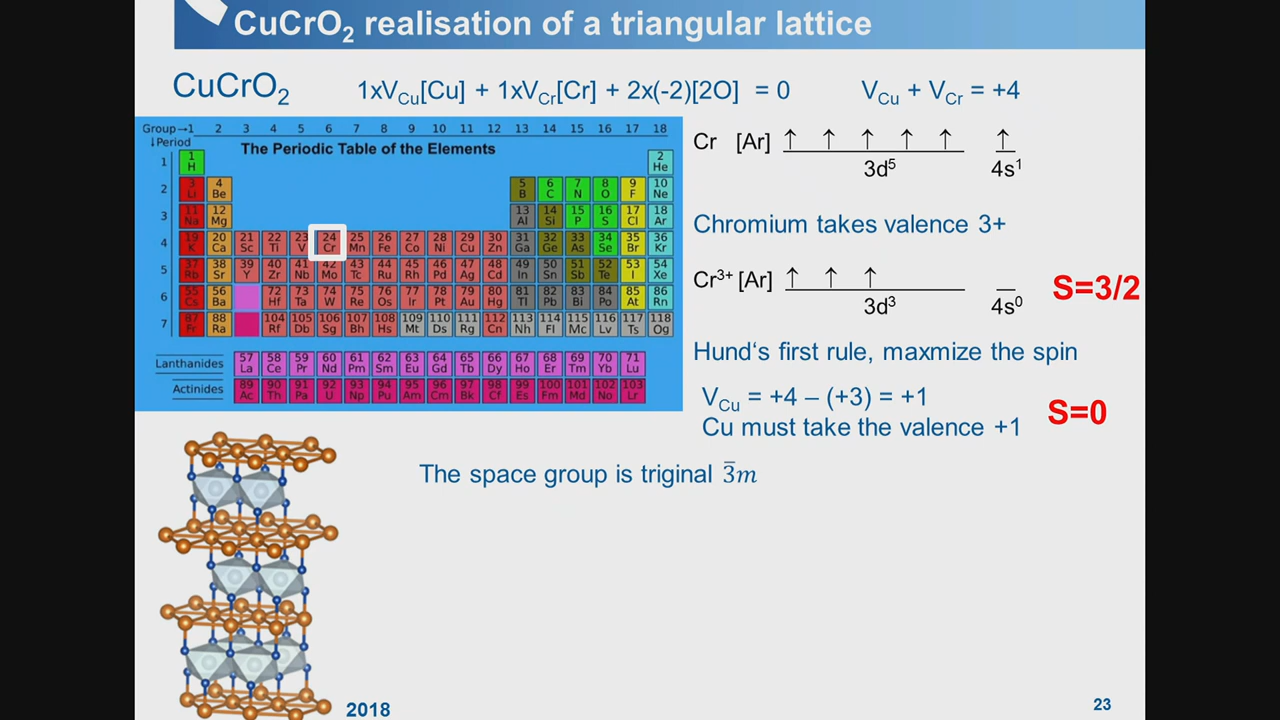 CuCrO₂ realisation of a triangular lattice
CuCrO₂ 1xV_Cu[Cu] + 1xV_Cr[Cr] + 2x(-2)[2O] = 0 V_Cu + V_Cr = +4
Group→1 2 3 4 5 6 7 8 9 10 11 12 13 14 15 16 17 18
↓Period
The Periodic Table of the Elements
1 1 H 2 He
2 3 Li 4 Be 5 B 6 C 7 N 8 O 9 F 10 Ne
3 11 Na 12 Mg 13 Al 14 Si 15 P 16 S 17 Cl 18 Ar
4 19 K 20 Ca 21 Sc 22 Ti 23 V 24 Cr 25 Mn 26 Fe 27 Co 28 Ni 29 Cu 30 Zn 31 Ga 32 Ge 33 As 34 Se 35 Br 36 Kr
5 37 Rb 38 Sr 39 Y 40 Zr 41 Nb 42 Mo 43 Tc 44 Ru 45 Rh 46 Pd 47 Ag 48 Cd 49 In 50 Sn 51 Sb 52 Te 53 I 54 Xe
6 55 Cs 56 Ba 72 Hf 73 Ta 74 W 75 Re 76 Os 77 Ir 78 Pt 79 Au 80 Hg 81 Tl 82 Pb 83 Bi 84 Po 85 At 86 Rn
7 87 Fr 88 Ra 104 Rf 105 Db 106 Sg 107 Bh 108 Hs 109 Mt 110 Ds 111 Rg 112 Cn 113 Nh 114 Fl 115 Mc 116 Lv 117 Ts 118 Og
Lanthanides 57 La 58 Ce 59 Pr 60 Nd 61 Pm 62 Sm 63 Eu 64 Gd 65 Tb 66 Dy 67 Ho 68 Er 69 Tm 70 Yb 71 Lu
Actinides 89 Ac 90 Th 91 Pa 92 U 93 Np 94 Pu 95 Am 96 Cm 97 Bk 98 Cf 99 Es 100 Fm 101 Md 102 No 103 Lr
Cr [Ar] ↑ ↑ ↑ ↑ ↑ ↑
3d⁵ 4s¹
Chromium takes valence 3+
Cr³⁺ [Ar] ↑ ↑ ↑
3d³ 4s⁰
S=3/2
Hund‘s first rule, maxmize the spin
V_Cu = +4 – (+3) = +1
Cu must take the valence +1
S=0
The space group is triginal 3̅m
2018
23